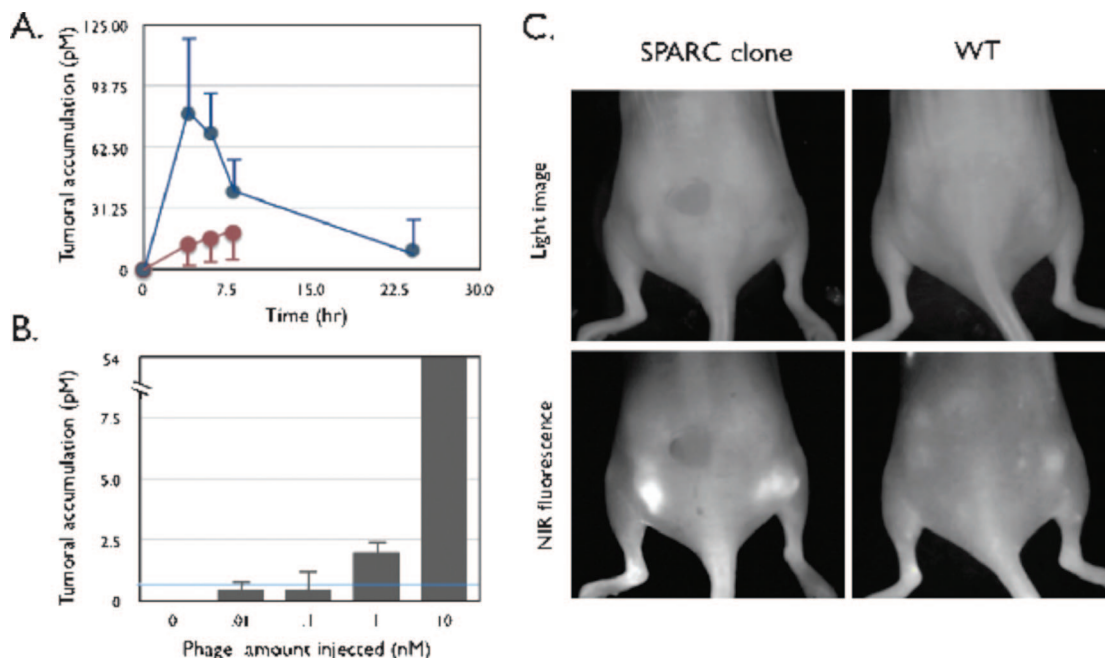 A.
Tumoral accumulation (pM)
125.00
93.75
62.50
31.25
0
0 7.5 15.0 22.5 30.0
Time (hr)
B.
Tumoral accumulation (pM)
54
7.5
5.0
2.5
0
0 .01 .1 1 10
Phage amount injected (nM)
C.
SPARC clone WT
Light image
NIR fluorescence